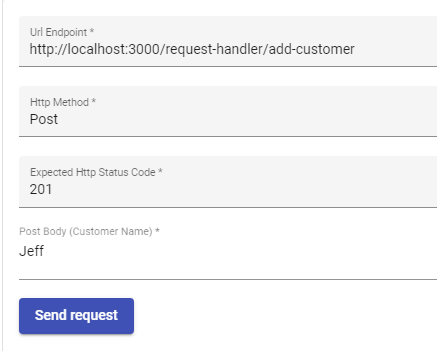 Url Endpoint *
http://localhost:3000/request-handler/add-customer
Http Method *
Post
Expected Http Status Code *
201
Post Body (Customer Name) *
Jeff
Send request